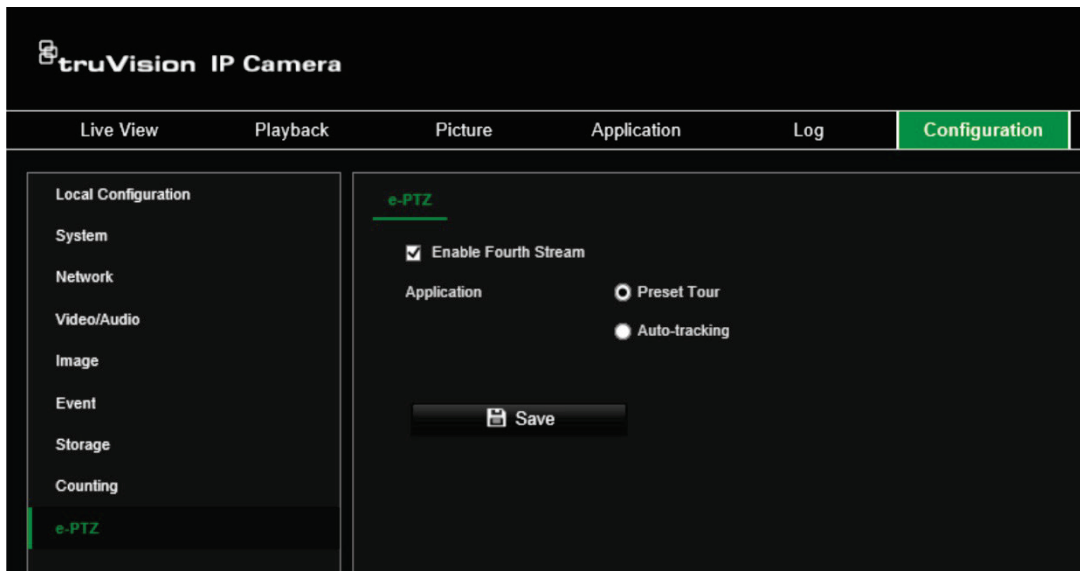 truVision IP Camera
Live View Playback Picture Application Log Configuration
Local Configuration
System
Network
Video/Audio
Image
Event
Storage
Counting
e-PTZ
e-PTZ
Enable Fourth Stream
Application Preset Tour
Auto-tracking
Save